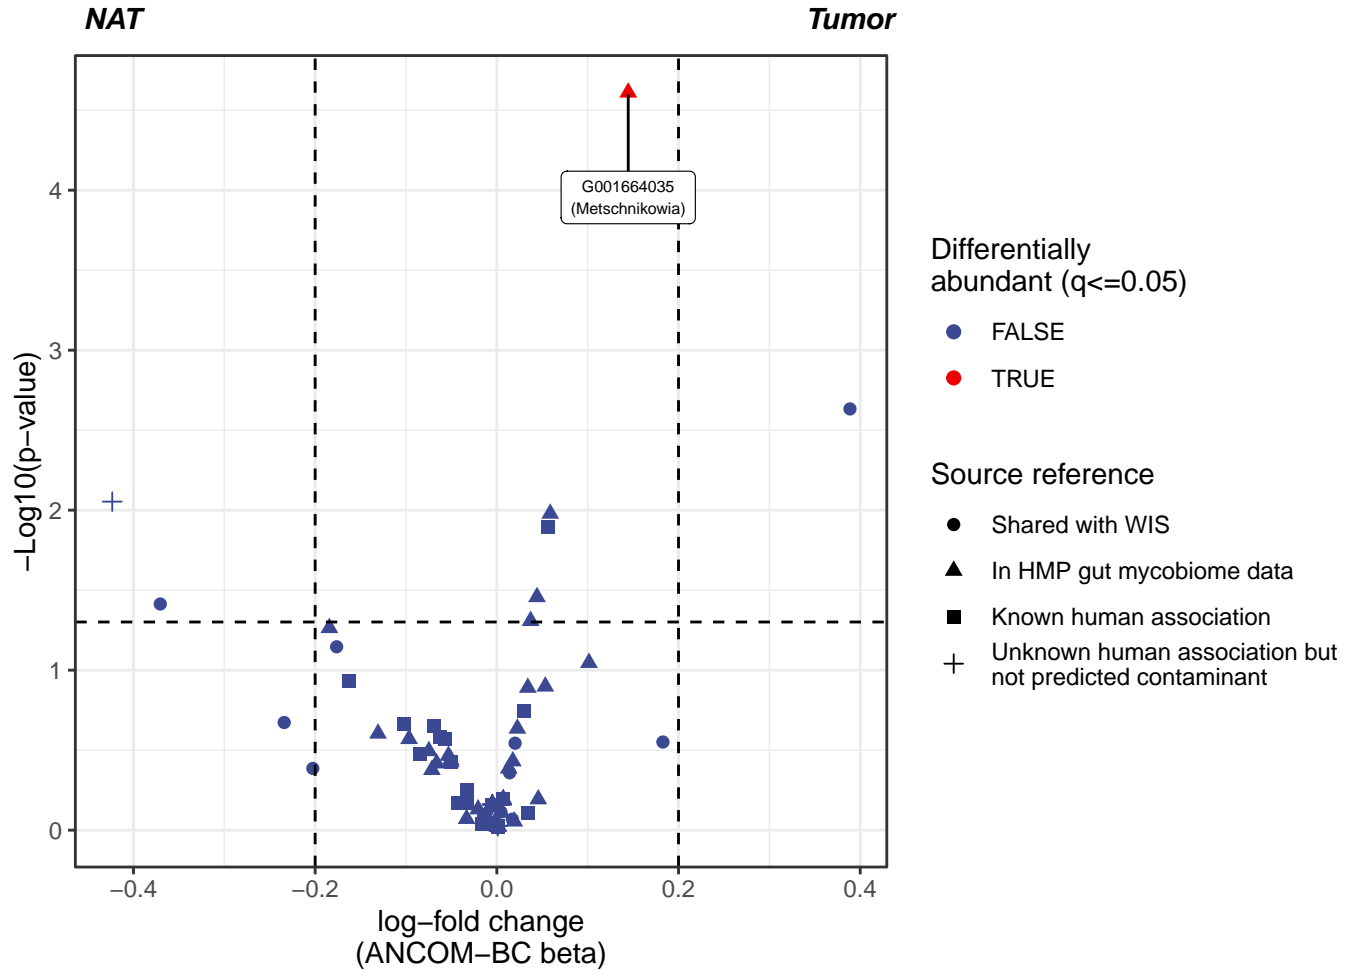 NAT
Tumor
−Log10(p−value)
4
3
2
1
0
−0.4
−0.2
0.0
0.2
0.4
log−fold change
(ANCOM−BC beta)
G001664035
(Metschnikowia)
Differentially
abundant (q<=0.05)
FALSE
TRUE
Source reference
Shared with WIS
In HMP gut mycobiome data
Known human association
Unknown human association but
not predicted contaminant